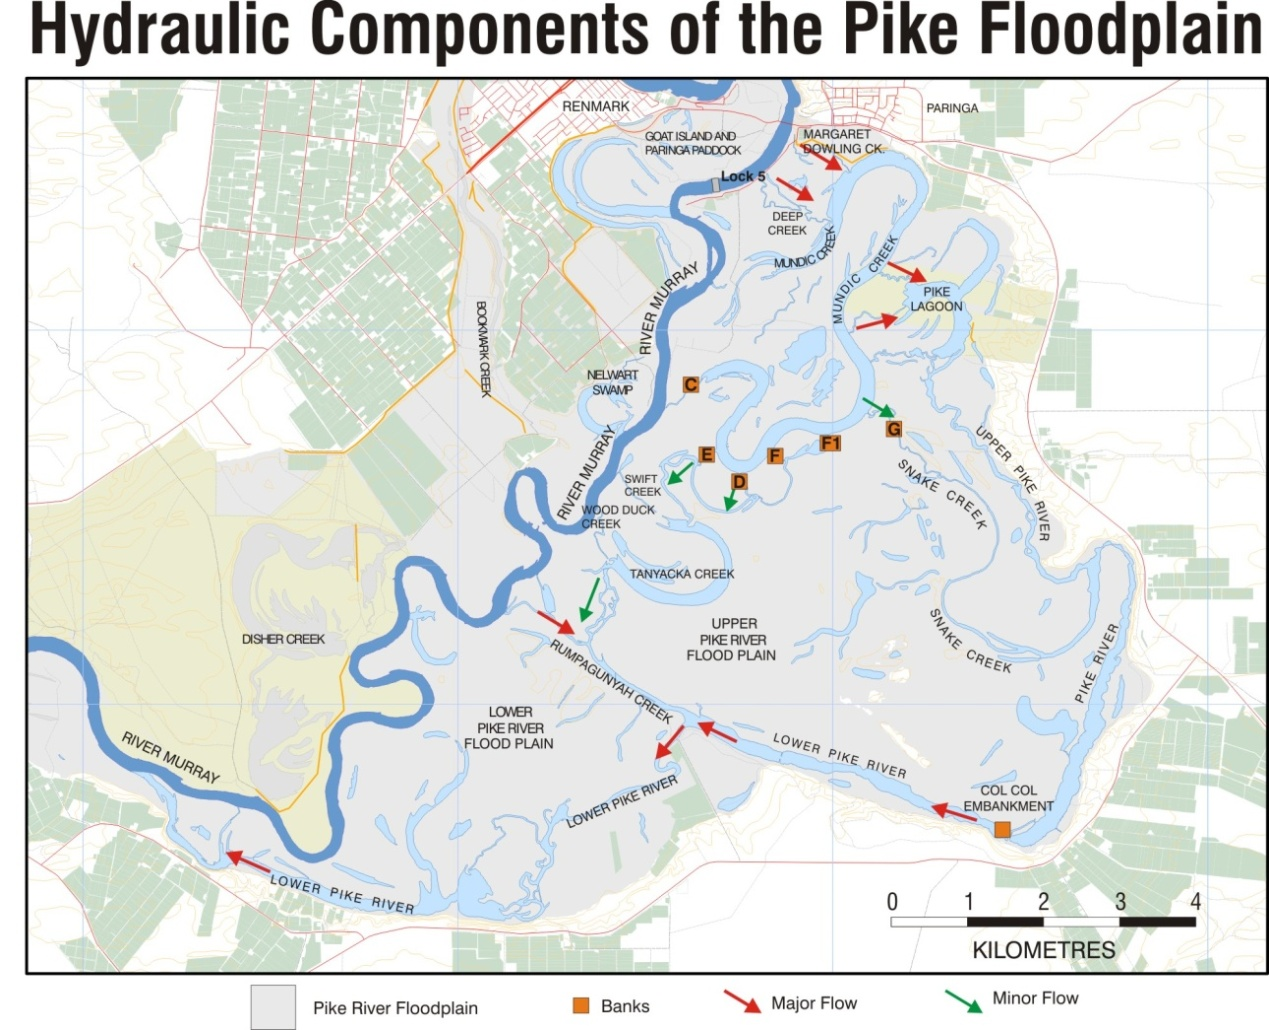 Hydraulic Components of the Pike Floodplain
RENMARK
PARINGA
GOAT ISLAND AND
PARINGA PADDOCK
MARGARET
DOWLING CK.
Lock 5
DEEP
CREEK
MUNDIC CREEK
MUNDIC CREEK
PIKE
LAGOON
RIVER MURRAY
BOOKMARK CREEK
NELWART
SWAMP
C
E
F
F1
G
D
SWIFT
CREEK
WOOD DUCK
CREEK
RIVER MURRAY
SNAKE CREEK
UPPER PIKE RIVER
TANYACKA CREEK
UPPER
PIKE RIVER
FLOOD PLAIN
DISHER CREEK
RUMPAGUNYAH CREEK
SNAKE CREEK
PIKE RIVER
LOWER
PIKE RIVER
FLOOD PLAIN
RIVER MURRAY
LOWER PIKE RIVER
COL COL
EMBANKMENT
LOWER PIKE RIVER
LOWER PIKE RIVER
0 1 2 3 4
KILOMETRES
Pike River Floodplain
Banks
Major Flow
Minor Flow